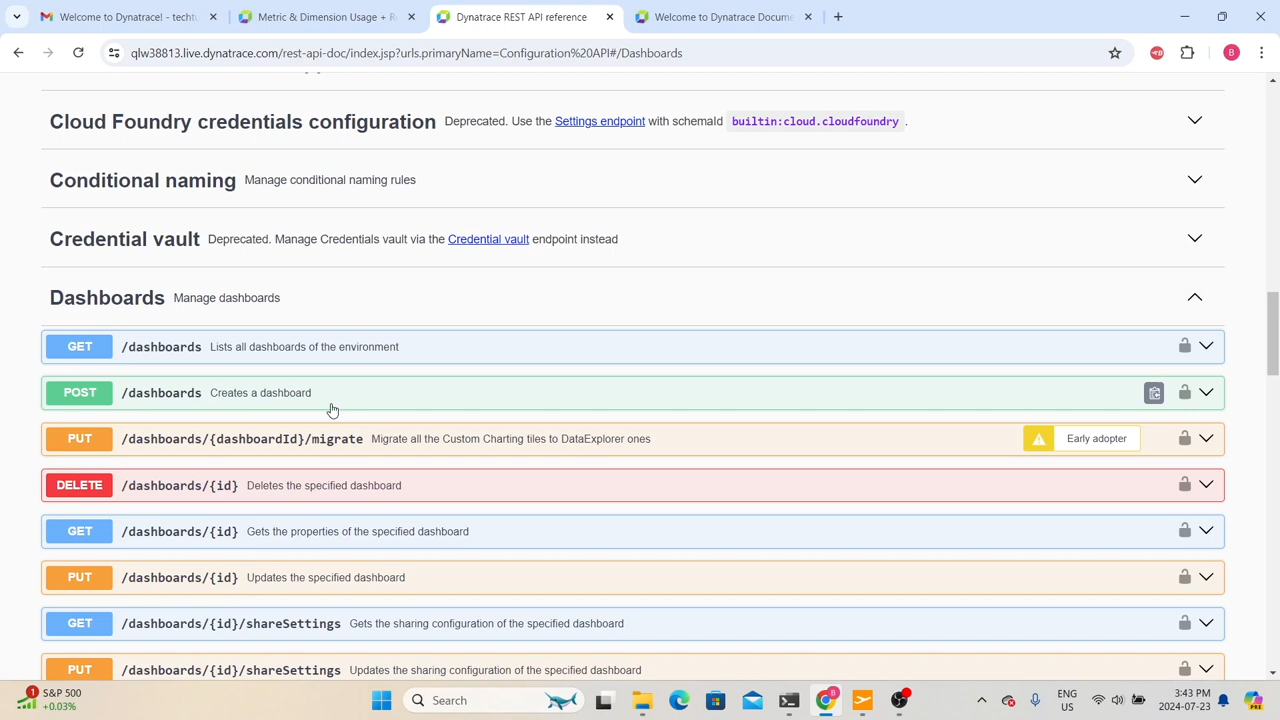 Welcome to Dynatrace! - techtu
Metric & Dimension Usage + R
Dynatrace REST API reference
Welcome to Dynatrace Docume
qlw38813.live.dynatrace.com/rest-api-doc/index.jsp?urls.primaryName=Configuration%20API#/Dashboards
B
Cloud Foundry credentials configuration Deprecated. Use the Settings endpoint with schemaId builtin:cloud.cloudfoundry .
Conditional naming Manage conditional naming rules
Credential vault Deprecated. Manage Credentials vault via the Credential vault endpoint instead
Dashboards Manage dashboards
GET /dashboards Lists all dashboards of the environment
POST /dashboards Creates a dashboard
PUT /dashboards/{dashboardId}/migrate Migrate all the Custom Charting tiles to DataExplorer ones Early adopter
DELETE /dashboards/{id} Deletes the specified dashboard
GET /dashboards/{id} Gets the properties of the specified dashboard
PUT /dashboards/{id} Updates the specified dashboard
GET /dashboards/{id}/shareSettings Gets the sharing configuration of the specified dashboard
PUT /dashboards/{id}/shareSettings Updates the sharing configuration of the specified dashboard
1 S&P 500
+0.03%
Search
ENG
US
3:43 PM
2024-07-23